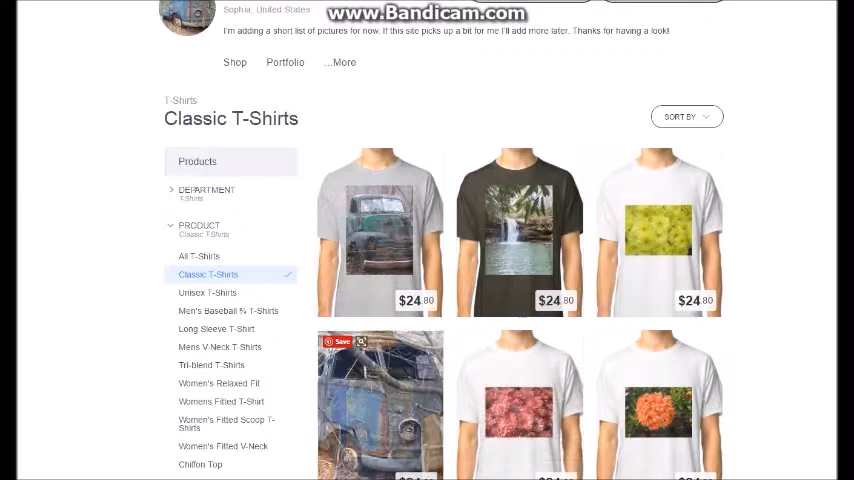 www.Bandicam.com
Sophia, United States
I'm adding a short list of pictures for now. If this site picks up a bit for me I'll add more later. Thanks for having a look!
Shop Portfolio ...More
T-Shirts
Classic T-Shirts
SORT BY
Products
DEPARTMENT
T-Shirts
PRODUCT
Classic T-Shirts
All T-Shirts
Classic T-Shirts
Unisex T-Shirts
Men's Baseball ¾ T-Shirts
Long Sleeve T-Shirt
Mens V-Neck T-Shirts
Tri-blend T-Shirts
Women's Relaxed Fit
Womens Fitted T-Shirt
Women's Fitted Scoop T-
Shirts
Women's Fitted V-Neck
Chiffon Top
$24.80 $24.80 $24.80
Save